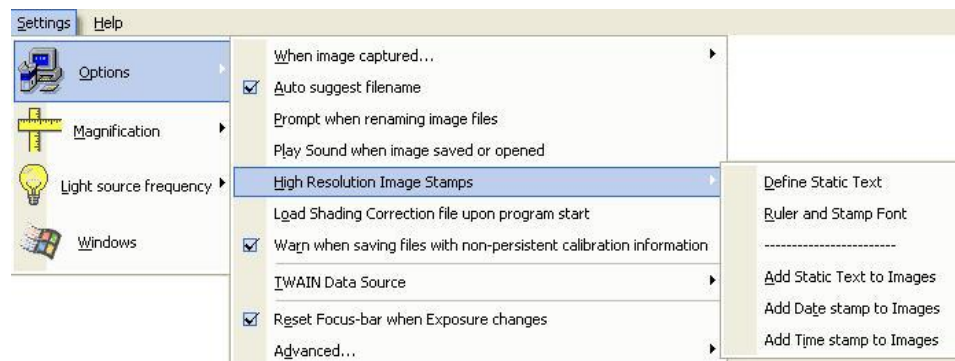 Settings Help
Options
Magnification
Light source frequency
Windows
When image captured...
Auto suggest filename
Prompt when renaming image files
Play Sound when image saved or opened
High Resolution Image Stamps
Load Shading Correction file upon program start
Warn when saving files with non-persistent calibration information
TWAIN Data Source
Reset Focus-bar when Exposure changes
Advanced...
Define Static Text
Ruler and Stamp Font
------------------------
Add Static Text to Images
Add Date stamp to Images
Add Time stamp to Images